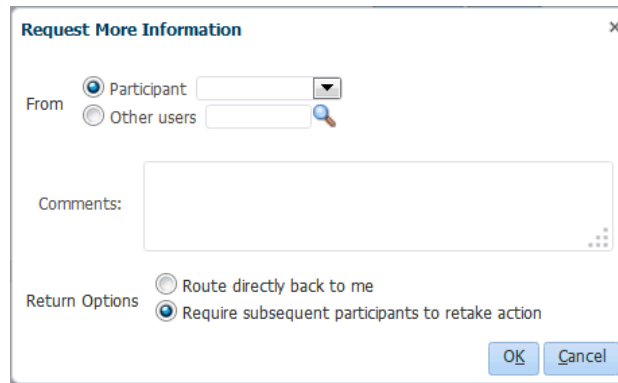 Request More Information
From
Participant
Other users
Comments:
Return Options
Route directly back to me
Require subsequent participants to retake action
OK
Cancel